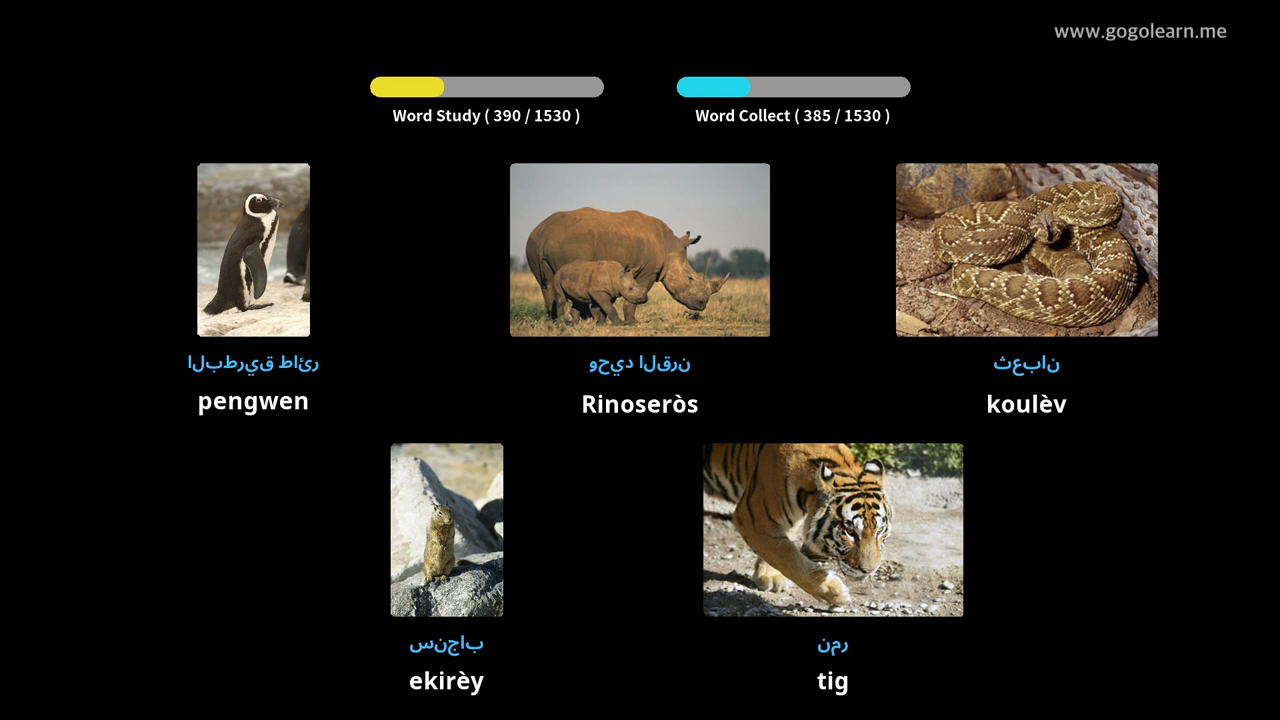 www.gogolearn.me
Word Study ( 390 / 1530 )
Word Collect ( 385 / 1530 )
البطريق طائر
pengwen
وحيد القرن
Rinoseròs
ثعبان
koulèv
سنجاب
ekirèy
نمر
tig